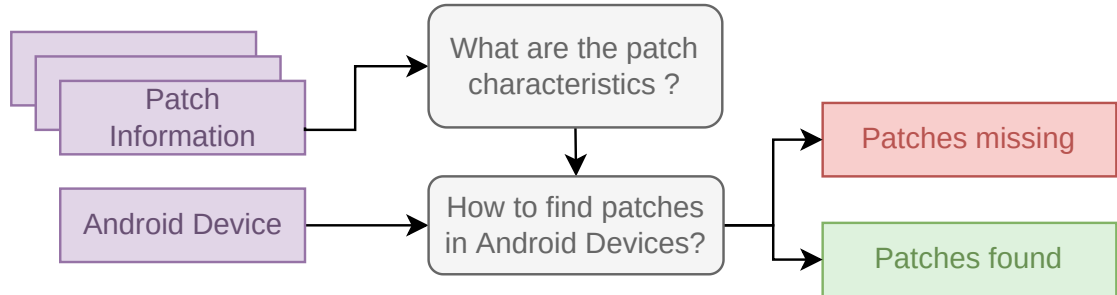 What are the patch
characteristics ?
Patch
Information
Patches missing
Android Device
How to find patches
in Android Devices?
Patches found